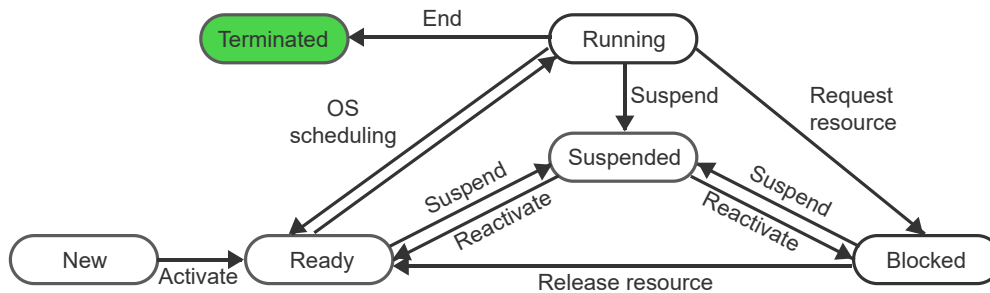 End
Terminated
Running
OS
scheduling
Suspend
Request
resource
Suspended
Suspend
Reactivate
Suspend
Reactivate
New
Activate
Ready
Release resource
Blocked